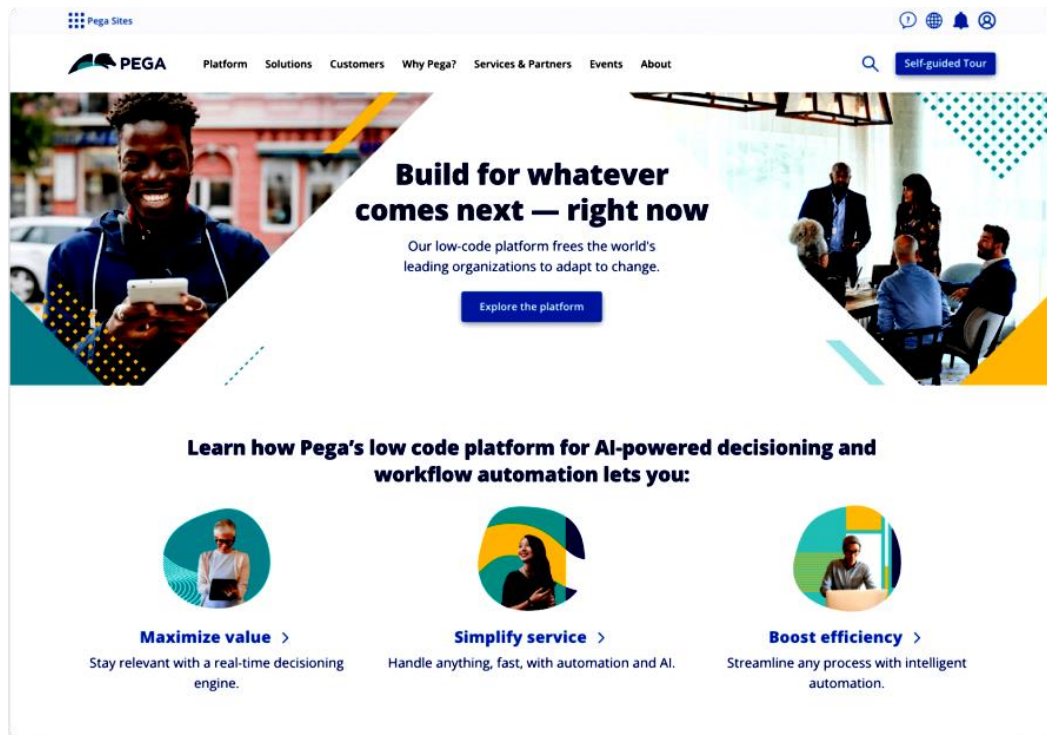 Pega Sites
PEGA
Platform Solutions Customers Why Pega? Services & Partners Events About
Self-guided Tour
Build for whatever
comes next — right now
Our low-code platform frees the world's
leading organizations to adapt to change.
Explore the platform
Learn how Pega’s low code platform for AI-powered decisioning and
workflow automation lets you:
Maximize value >
Stay relevant with a real-time decisioning
engine.
Simplify service >
Handle anything, fast, with automation and AI.
Boost efficiency >
Streamline any process with intelligent
automation.